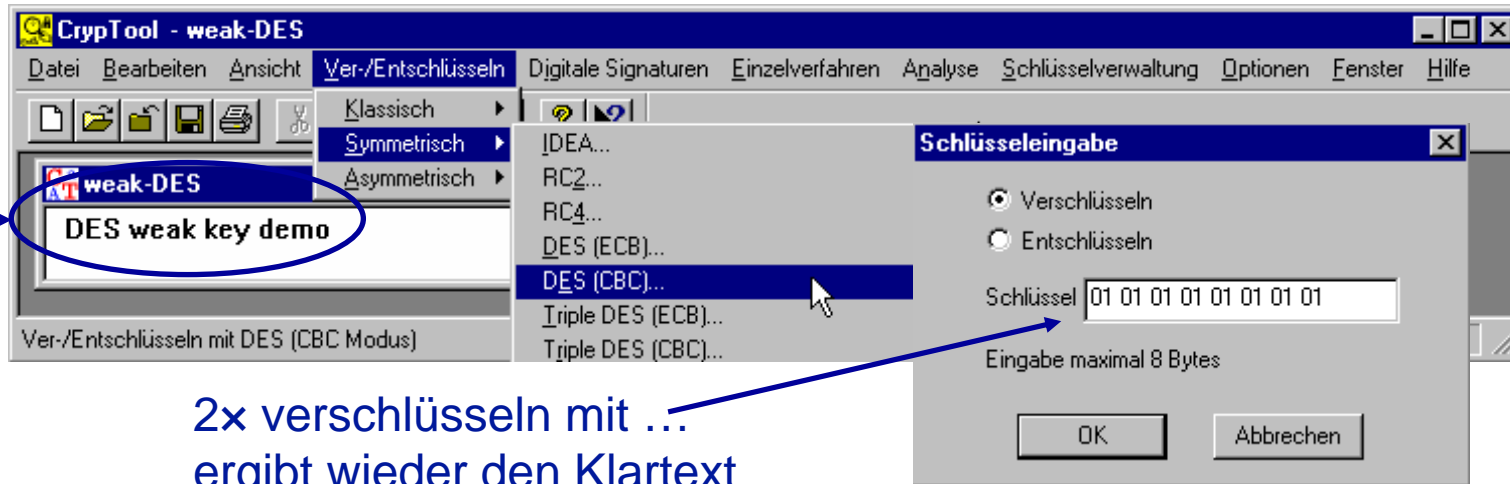 CrypTool - weak-DES
Datei Bearbeiten Ansicht Ver-/Entschlüsseln Digitale Signaturen Einzelverfahren Analyse Schlüsselverwaltung Optionen Fenster Hilfe
Klassisch
Symmetrisch
Asymmetrisch
IDEA...
RC2...
RC4...
DES (ECB)...
DES (CBC)...
Triple DES (ECB)...
Triple DES (CBC)...
weak-DES
DES weak key demo
Ver-/Entschlüsseln mit DES (CBC Modus)
Schlüsseleingabe
Verschlüsseln
Entschlüsseln
Schlüssel 01 01 01 01 01 01 01 01
Eingabe maximal 8 Bytes
OK Abbrechen
2x verschlüsseln mit …
ergibt wieder den Klartext